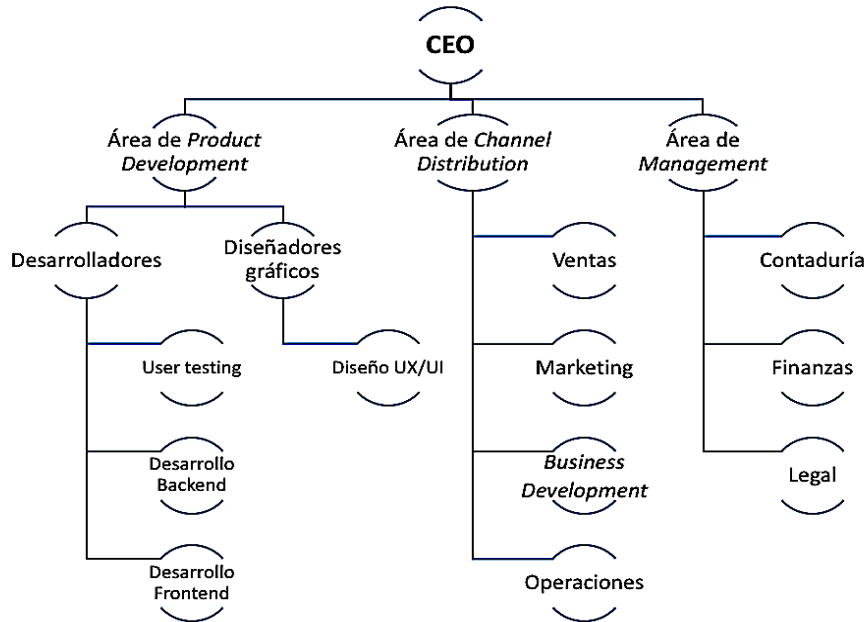 CEO
Área de Product
Development
Área de Channel
Distribution
Área de
Management
Desarrolladores
Diseñadores
gráficos
Ventas
Contaduría
User testing
Diseño UX/UI
Marketing
Finanzas
Desarrollo
Backend
Business
Development
Legal
Desarrollo
Frontend
Operaciones